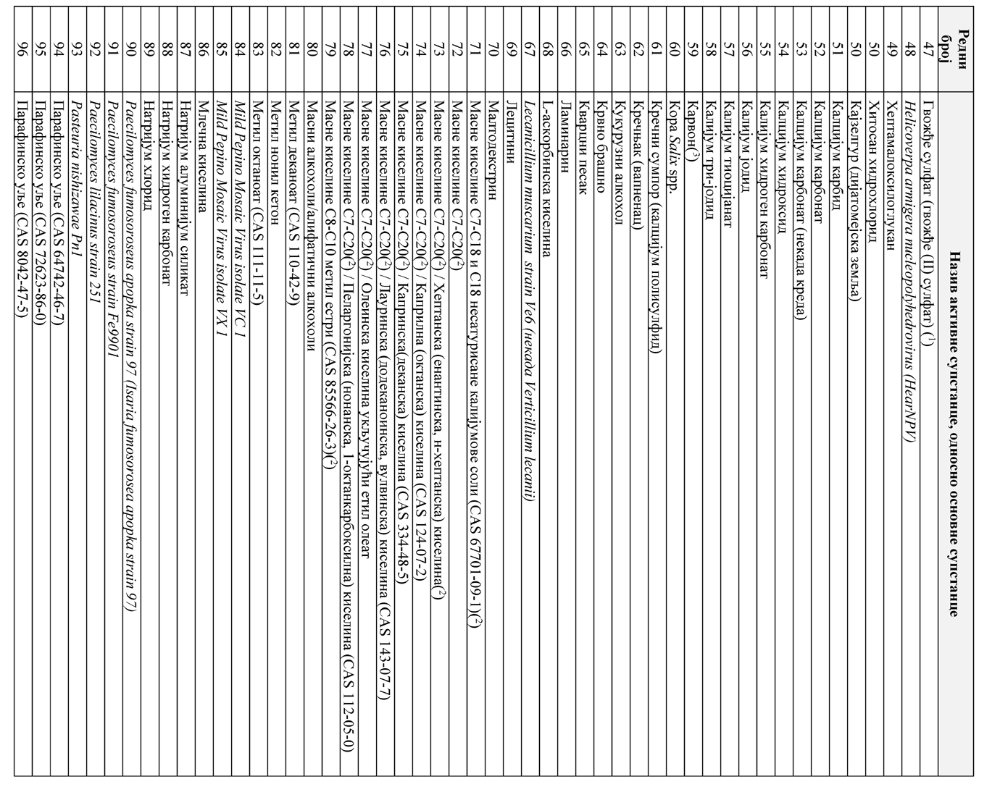 Редни број Назив активне супстанце, односно основне супстанце
47 Гвожђе сулфат (гвожђе (II) сулфат) (¹)
48 Helicoverpa armigera nucleopolyhedrovirus (HearNPV)
49 Хептамалоксилоглукан
50 Хитосан хидрохлорид
50 Кајзелгур (дијатомејска земља)
51 Калцијум карбид
52 Калцијум карбонат
53 Калцијум карбонат (некада креда)
54 Калцијум хидроксид
55 Калијум хидроген карбонат
56 Калијум јодид
57 Калијум тиоцијанат
58 Калијум три-јодид
59 Карвон(³)
60 Кора Salix spp.
61 Кречни сумпор (калцијум полисулфид)
62 Кречњак (вапненац)
63 Кукурузни алкохол
64 Крвно брашно
65 Кварцни песак
66 Ламинарин
68 L-аскорбинска киселина
67 Lecanicillium muscarium strain Ve6 (некада Verticillium lecanii)
69 Лецитини
70 Малтодекстрин
71 Масне киселине C7-C18 и C18 несатурисане калијумове соли (CAS 67701-09-1)(²)
72 Масне киселине C7-C20(²)
73 Масне киселине C7-C20(²) / Хептанска (енантинска, н-хептанска) киселина(²)
74 Масне киселине C7-C20(²) / Каприлна (октанска) киселина (CAS 124-07-2)
75 Масне киселине C7-C20(²) / Капринска(деканска) киселина (CAS 334-48-5)
76 Масне киселине C7-C20(²) / Лауринска (додеканоинска, вулвинска) киселина (CAS 143-07-7)
77 Масне киселине C7-C20(²) / Олеинска киселина укључујући етил олеат
78 Масне киселине C7-C20(²) / Пеларгонијска (нонанска, 1-октанкарбоксилна) киселина (CAS 112-05-0)
79 Масне киселине C8-C10 метил естри (CAS 85566-26-3)(²)
80 Масни алкохоли/алифатични алкохоли
81 Метил деканоат (CAS 110-42-9)
82 Метил нонил кетон
83 Метил октаноат (CAS 111-11-5)
84 Mild Pepino Mosaic Virus isolate VC 1
85 Mild Pepino Mosaic Virus isolate VX 1
86 Млечна киселина
87 Натријум алуминијум силикат
88 Натријум хидроген карбонат
89 Натријум хлорид
90 Paecilomyces fumosoroseus apopka strain 97 (Isaria fumosorosea apopka strain 97)
91 Paecilomyces fumosoroseus strain Fe9901
92 Paecilomyces lilacinus strain 251
93 Pasteuria nishizawae Pn1
94 Парафинско уље (CAS 64742-46-7)
95 Парафинско уље (CAS 72623-86-0)
96 Парафинско уље (CAS 8042-47-5)